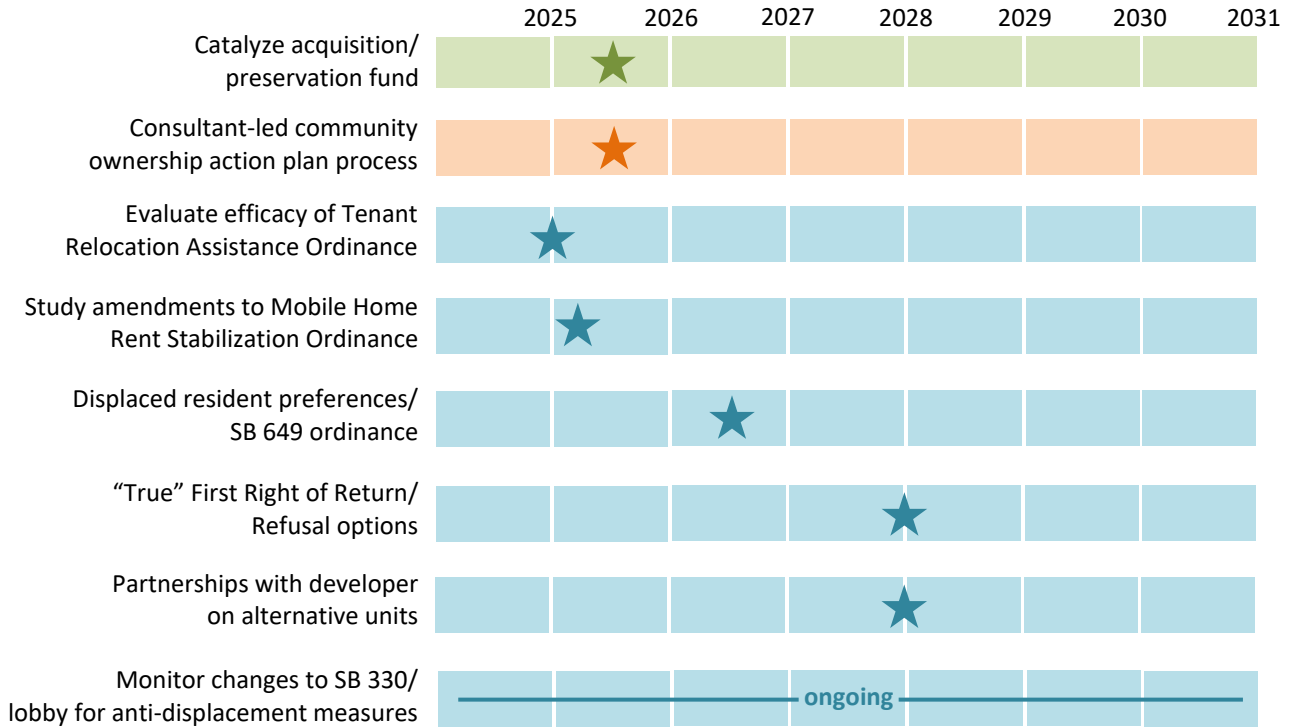 2025 2026 2027 2028 2029 2030 2031
Catalyze acquisition/
preservation fund
Consultant-led community
ownership action plan process
Evaluate efficacy of Tenant
Relocation Assistance Ordinance
Study amendments to Mobile Home
Rent Stabilization Ordinance
Displaced resident preferences/
SB 649 ordinance
“True” First Right of Return/
Refusal options
Partnerships with developer
on alternative units
Monitor changes to SB 330/
lobby for anti-displacement measures
ongoing